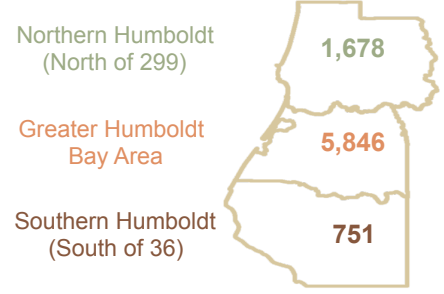 Northern Humboldt
(North of 299)
1,678
Greater Humboldt
Bay Area
5,846
Southern Humboldt
(South of 36)
751